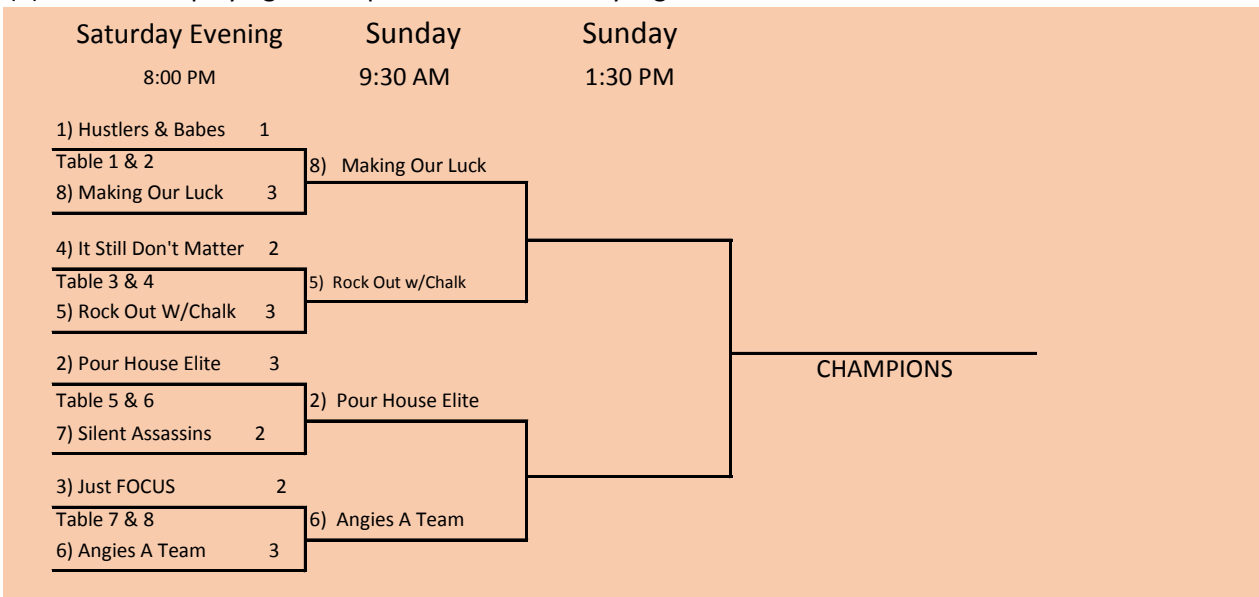 Saturday Evening Sunday Sunday
8:00 PM 9:30 AM 1:30 PM
1) Hustlers & Babes 1
Table 1 & 2
8) Making Our Luck
8) Making Our Luck 3
4) It Still Don't Matter 2
Table 3 & 4
5) Rock Out w/Chalk
5) Rock Out W/Chalk 3
2) Pour House Elite 3
CHAMPIONS
Table 5 & 6
2) Pour House Elite
7) Silent Assassins 2
3) Just FOCUS 2
Table 7 & 8
6) Angies A Team
6) Angies A Team 3